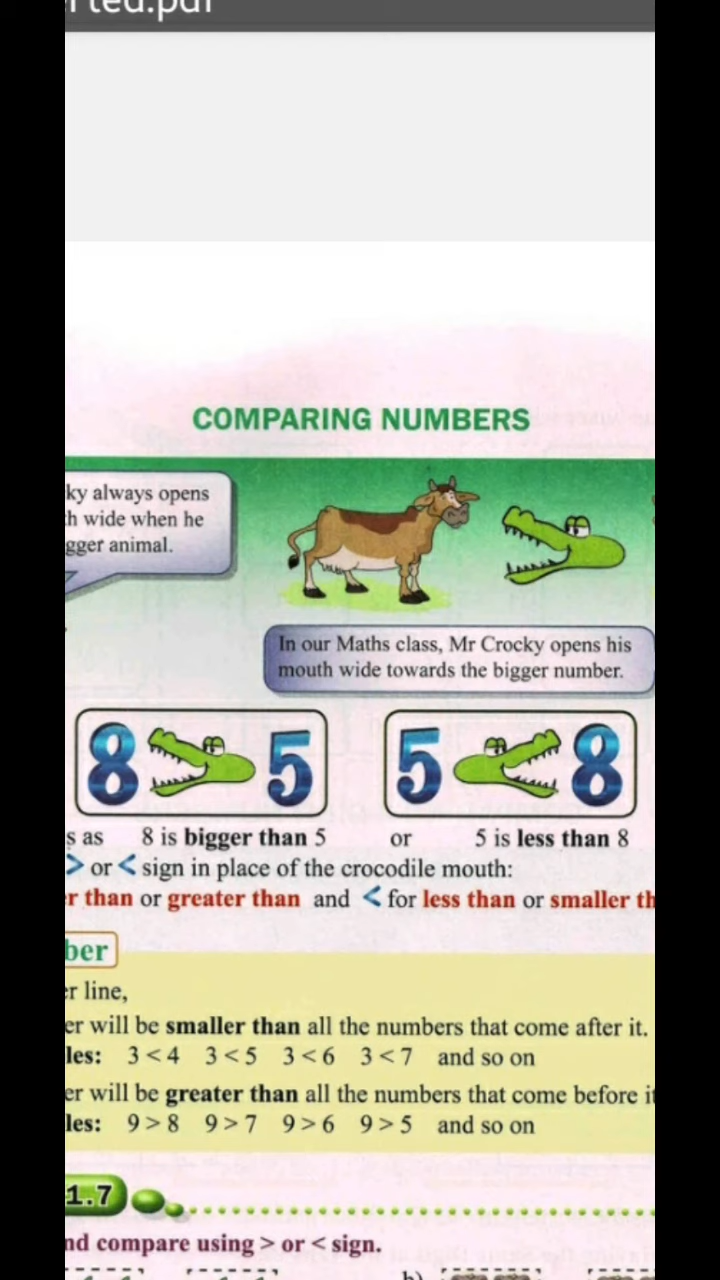 COMPARING NUMBERS
ky always opens
h wide when he
gger animal.
In our Maths class, Mr Crocky opens his
mouth wide towards the bigger number.
8 5 5 8
s as 8 is bigger than 5 or 5 is less than 8
> or < sign in place of the crocodile mouth:
r than or greater than and < for less than or smaller th
ber
er line,
er will be smaller than all the numbers that come after it.
les: 3 < 4 3 < 5 3 < 6 3 < 7 and so on
er will be greater than all the numbers that come before it
les: 9 > 8 9 > 7 9 > 6 9 > 5 and so on
1.7
nd compare using > or < sign.